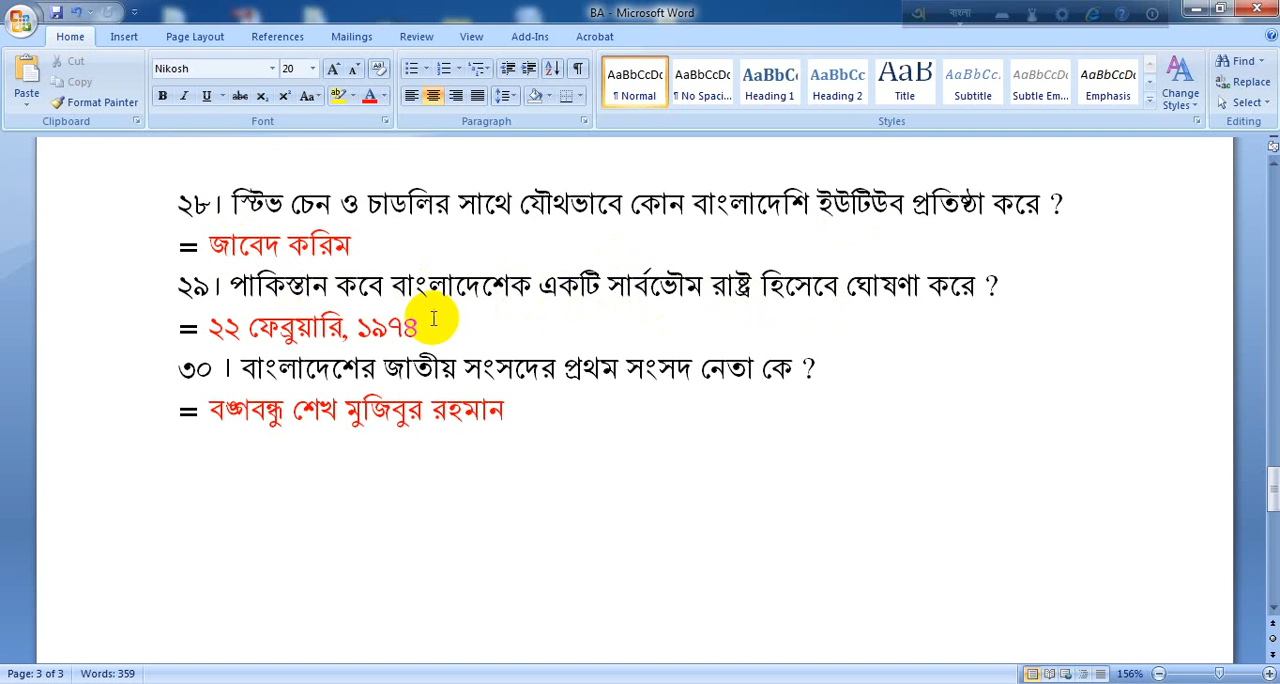 BA - Microsoft Word
বাংলা
Home Insert Page Layout References Mailings Review View Add-Ins Acrobat
Paste Cut Copy Format Painter Clipboard
Nikosh 20 Font
Paragraph
AaBbCcDc ¶ Normal AaBbCcDc ¶ No Spaci... AaBbCc Heading 1 AaBbCc Heading 2 AaB Title AaBbCc. Subtitle AaBbCcDc Subtle Em... AaBbCcDc Emphasis Change Styles Styles
Find Replace Select Editing
২৮। স্টিভ চেন ও চাডলির সাথে যৌথভাবে কোন বাংলাদেশি ইউটিউব প্রতিষ্ঠা করে ?
= জাবেদ করিম
২৯। পাকিস্তান কবে বাংলাদেশেক একটি সার্বভৌম রাষ্ট্র হিসেবে ঘোষণা করে ?
= ২২ ফেব্রুয়ারি, ১৯৭৪
৩০ । বাংলাদেশের জাতীয় সংসদের প্রথম সংসদ নেতা কে ?
= বঙ্গবন্ধু শেখ মুজিবুর রহমান
Page: 3 of 3 Words: 359 156%